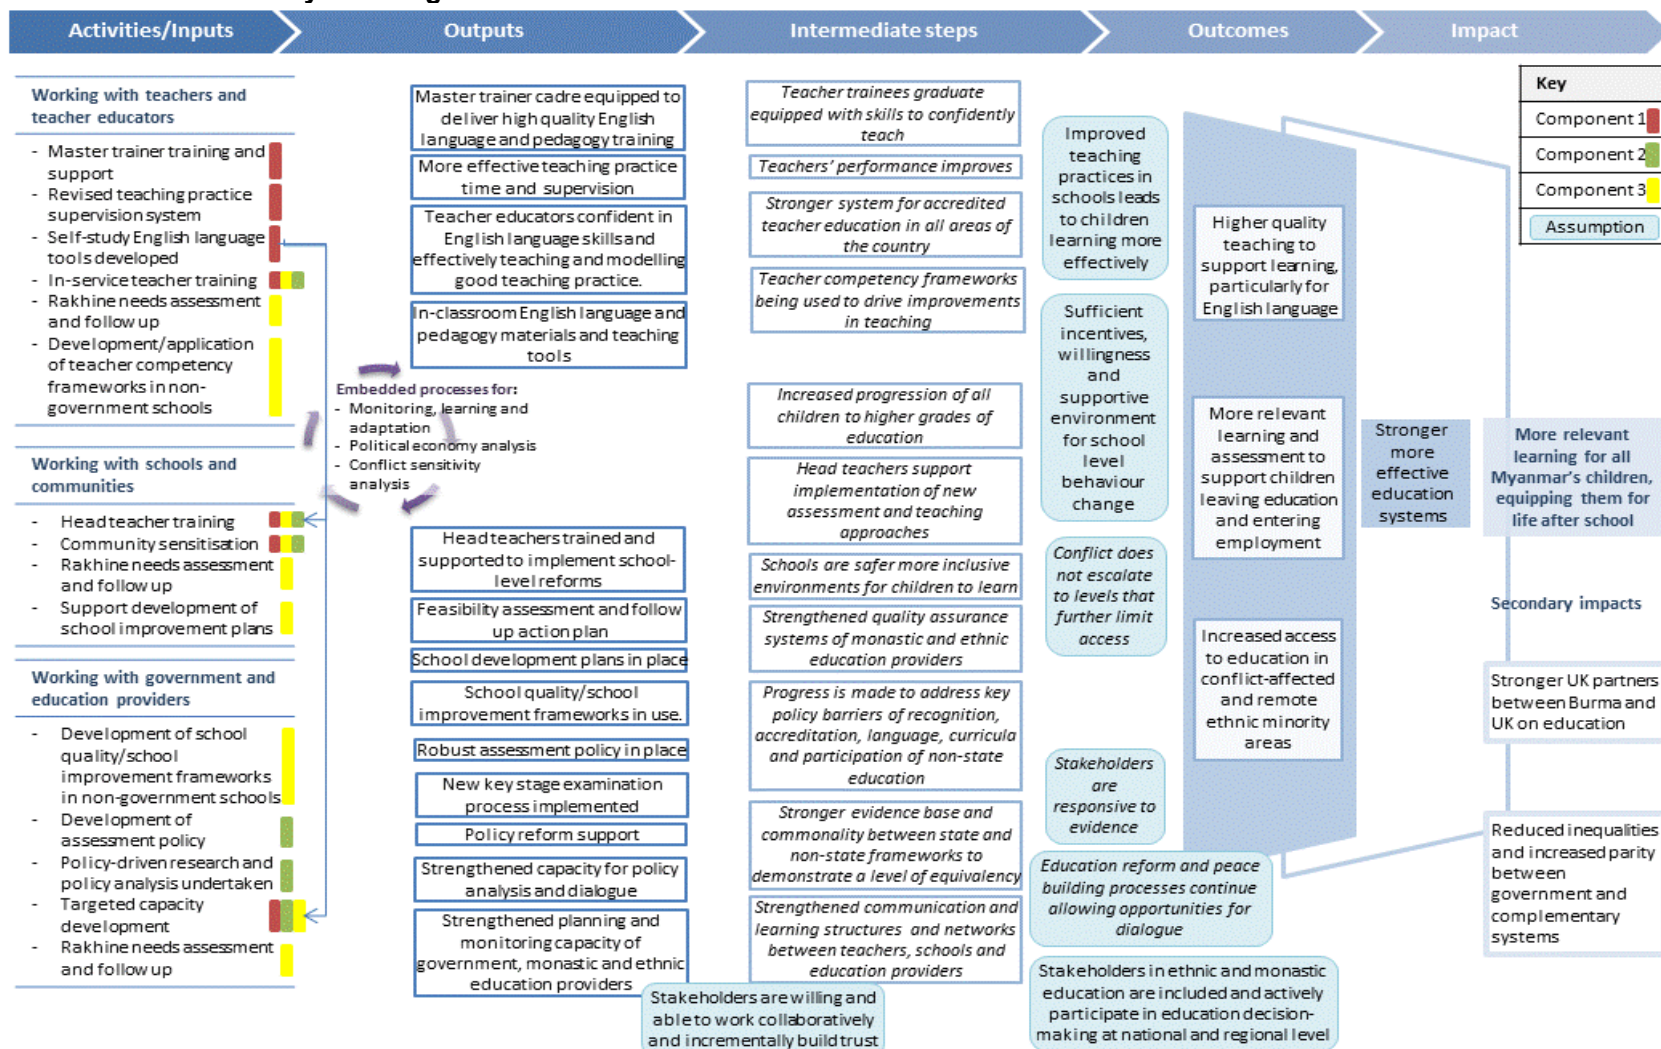 Activities/Inputs
Outputs
Intermediate steps
Outcomes
Impact
Working with teachers and
teacher educators
- Master trainer training and
support
- Revised teaching practice
supervision system
- Self-study English language
tools developed
- In-service teacher training
- Rakhine needs assessment
and follow up
- Development/application
of teacher competency
frameworks in non-
government schools
Working with schools and
communities
- Head teacher training
- Community sensitisation
- Rakhine needs assessment
and follow up
- Support development of
school improvement plans
Working with government and
education providers
- Development of school
quality/school
improvement frameworks
in non-government schools
- Development of
assessment policy
- Policy-driven research and
policy analysis undertaken
- Targeted capacity
development
- Rakhine needs assessment
and follow up
Embedded processes for:
- Monitoring, learning and
adaptation
- Political economy analysis
- Conflict sensitivity
analysis
Master trainer cadre equipped to
deliver high quality English
language and pedagogy training
More effective teaching practice
time and supervision
Teacher educators confident in
English language skills and
effectively teaching and modelling
good teaching practice.
In-classroom English language and
pedagogy materials and teaching
tools
Head teachers trained and
supported to implement school-
level reforms
Feasibility assessment and follow
up action plan
School development plans in place
School quality/school
improvement frameworks in use.
Robust assessment policy in place
New key stage examination
process implemented
Policy reform support
Strengthened capacity for policy
analysis and dialogue
Strengthened planning and
monitoring capacity of
government, monastic and ethnic
education providers
Teacher trainees graduate
equipped with skills to confidently
teach
Teachers' performance improves
Stronger system for accredited
teacher education in all areas of
the country
Teacher competency frameworks
being used to drive improvements
in teaching
Increased progression of all
children to higher grades of
education
Head teachers support
implementation of new
assessment and teaching
approaches
Schools are safer more inclusive
environments for children to learn
Strengthened quality assurance
systems of monastic and ethnic
education providers
Progress is made to address key
policy barriers of recognition,
accreditation, language, curricula
and participation of non-state
education
Stronger evidence base and
commonality between state and
non-state frameworks to
demonstrate a level of equivalency
Strengthened communication and
learning structures and networks
between teachers, schools and
education providers
Stakeholders are willing and
able to work collaboratively
and incrementally build trust
Improved
teaching
practices in
schools leads
to children
learning more
effectively
Sufficient
incentives,
willingness
and
supportive
environment
for school
level
behaviour
change
Conflict does
not escalate
to levels that
further limit
access
Stakeholders
are
responsive to
evidence
Education reform and peace
building processes continue
allowing opportunities for
dialogue
Stakeholders in ethnic and monastic
education are included and actively
participate in education decision-
making at national and regional level
Higher quality
teaching to
support learning,
particularly for
English language
More relevant
learning and
assessment to
support children
leaving education
and entering
employment
Increased access
to education in
conflict-affected
and remote
ethnic minority
areas
Stronger
more
effective
education
systems
Key
Component 1
Component 2
Component 3
Assumption
More relevant
learning for all
Myanmar's children,
equipping them for
life after school
Secondary impacts
Stronger UK partners
between Burma and
UK on education
Reduced inequalities
and increased parity
between
government and
complementary
systems